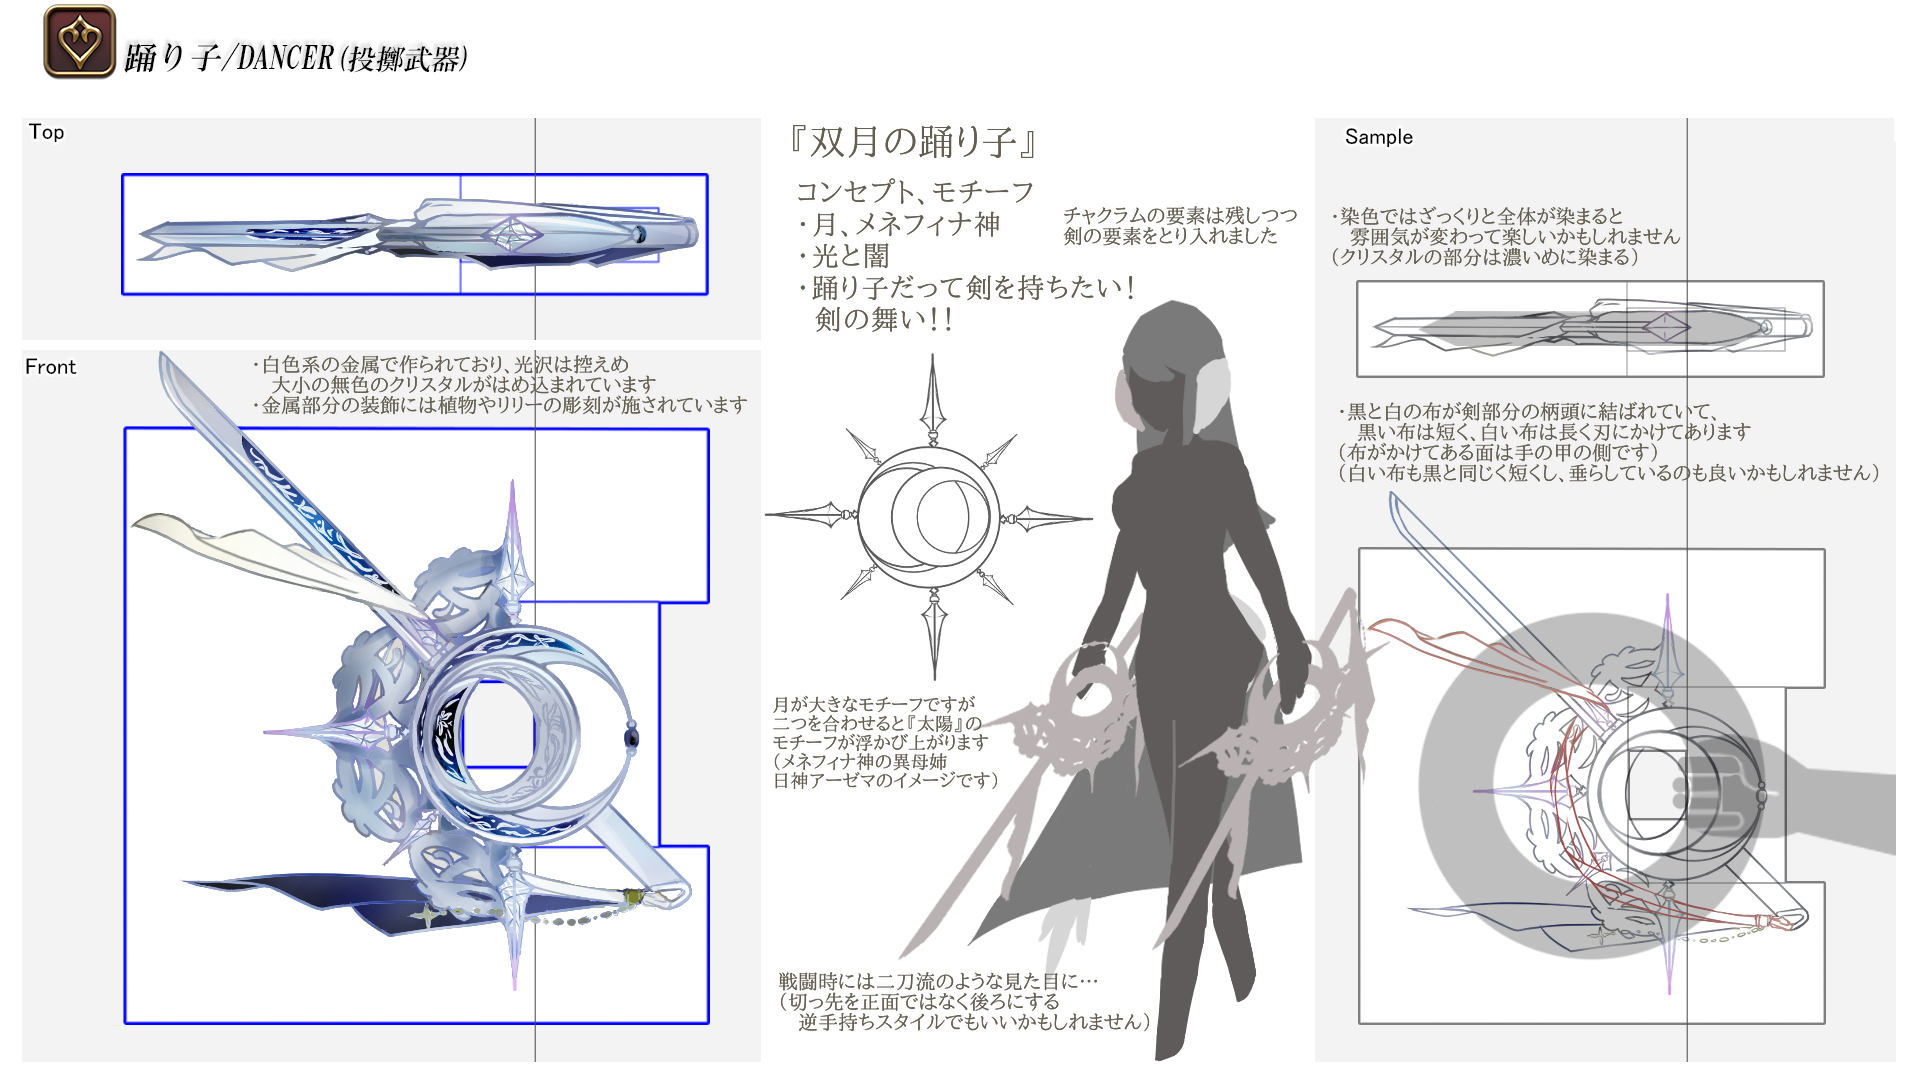 踊り子/DANCER(投擲武器)
Top
Front
・白色系の金属で作られており、光沢は控えめ
大小の無色のクリスタルがはめ込まれています
・金属部分の装飾には植物やリリーの彫刻が施されています
『双月の踊り子』
コンセプト、モチーフ
・月、メネフィナ神
・光と闇
・踊り子だって剣を持ちたい！
剣の舞い！！
チャクラムの要素は残しつつ
剣の要素をとり入れました
月が大きなモチーフですが
二つを合わせると『太陽』の
モチーフが浮かび上がります
（メネフィナ神の異母姉
日神アーゼマのイメージです）
戦闘時には二刀流のような見た目に…
（切っ先を正面ではなく後ろにする
逆手持ちスタイルでもいいかもしれません）
Sample
・染色ではざっくりと全体が染まると
雰囲気が変わって楽しいかもしれません
（クリスタルの部分は濃いめに染まる）
・黒と白の布が剣部分の柄頭に結ばれていて、
黒い布は短く、白い布は長く刃にかけてあります
（布がかけてある面は手の甲の側です）
（白い布も黒と同じく短くし、垂らしているのも良いかもしれません）